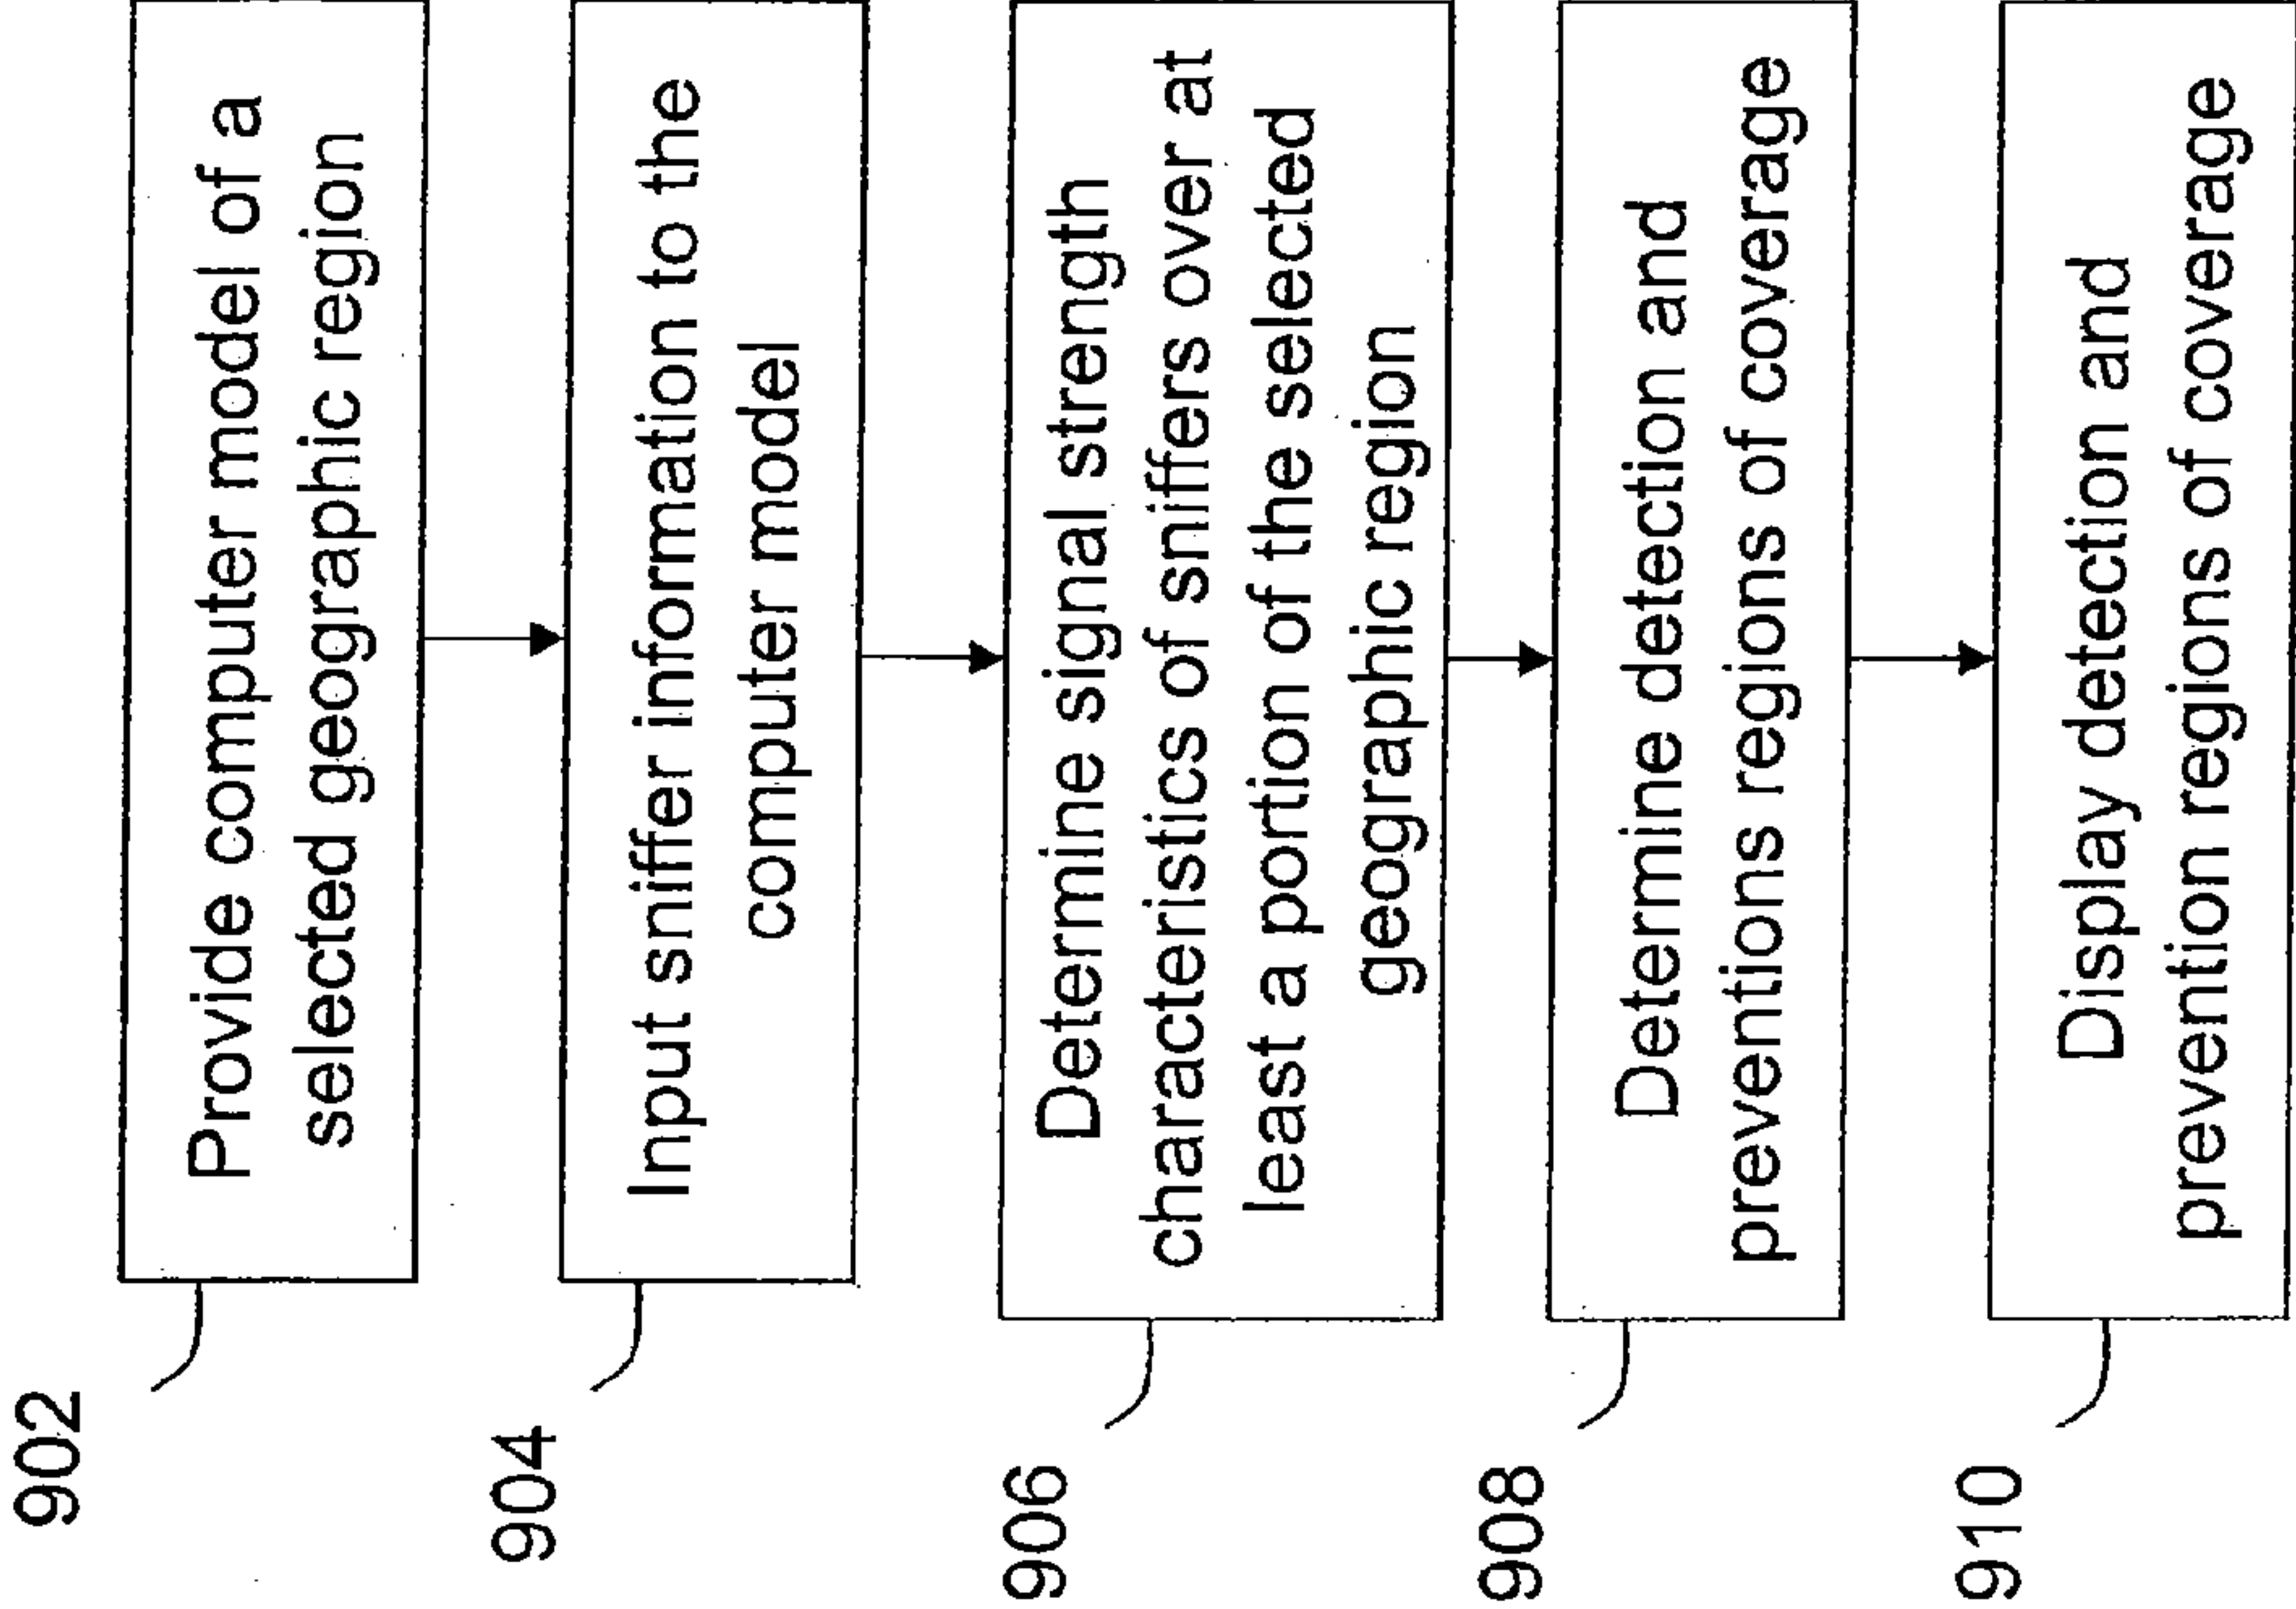 902
Provide computer model of a
selected geographic region
904
Input sniffer information to the
computer model
906
Determine signal strength
characteristics of sniffers over at
least a portion of the selected
geographic region
908
Determine detection and
preventions regions of coverage
910
Display detection and
prevention regions of coverage